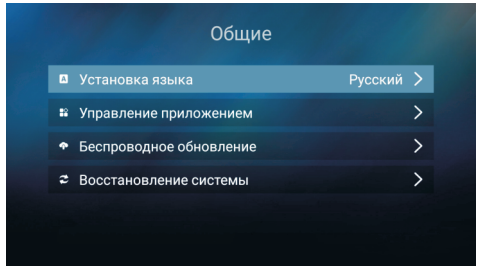 Общие
Установка языка Русский
Управление приложением
Беспроводное обновление
Восстановление системы